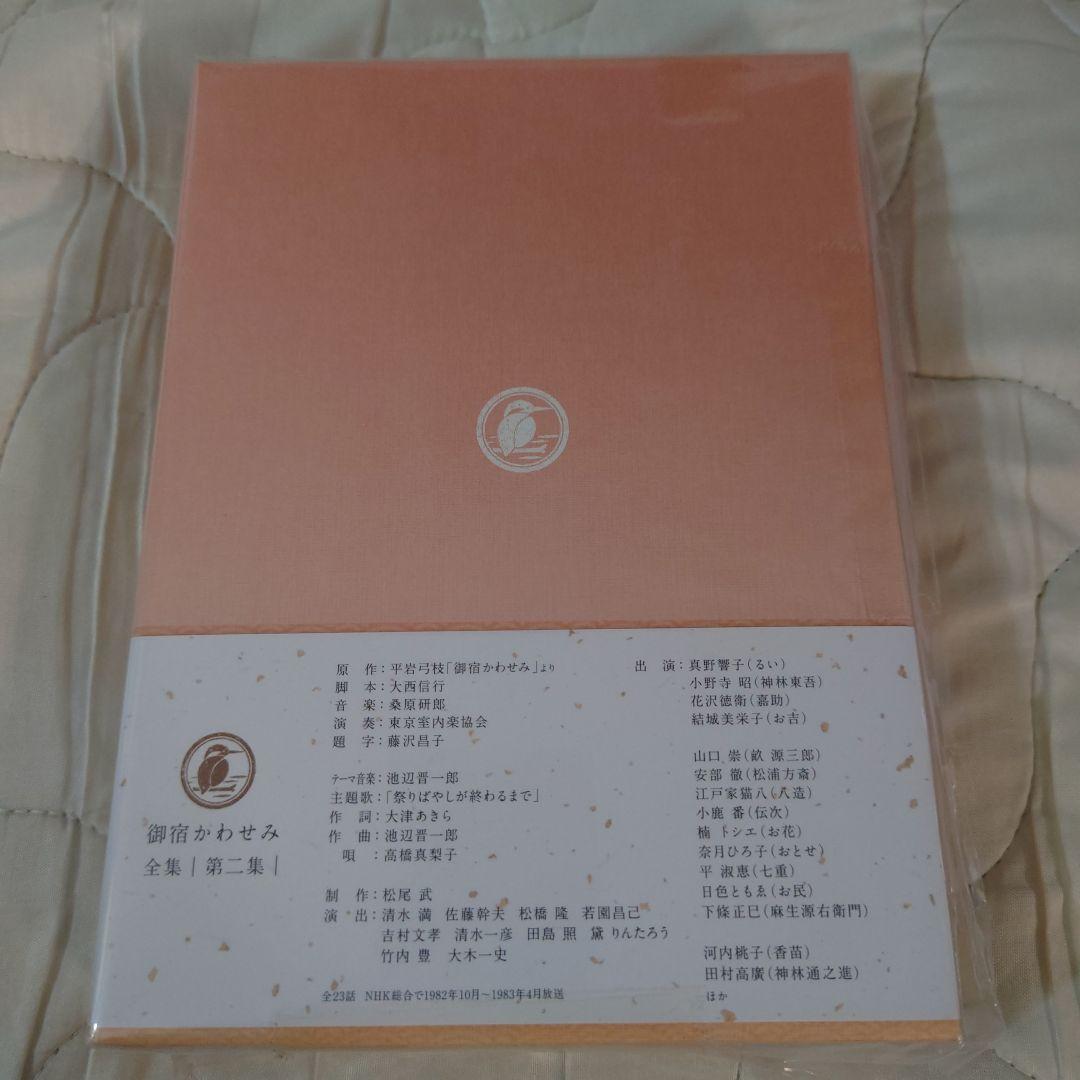 御宿かわせみ
全集｜第二集｜
原　作：平岩弓枝「御宿かわせみ」より
脚　本：大西信行
音　楽：桑原研郎
演　奏：東京室内楽協会
題　字：藤沢昌子
テーマ音楽：池辺晋一郎
主題歌：「祭りばやしが終わるまで」
作　詞：大津あきら
作　曲：池辺晋一郎
唄　：高橋真梨子
制　作：松尾 武
演　出：清水 満　佐藤幹夫　松橋 隆　若園昌己
吉村文孝　清水一彦　田島 照　黛 りんたろう
竹内 豊　大木一史
全23話　NHK総合で1982年10月～1983年4月放送
出　演：真野響子（るい）
小野寺 昭（神林東吾）
花沢徳衛（嘉助）
結城美栄子（お吉）
山口 崇（畝 源三郎）
安部 徹（松浦方斎）
江戸家猫八（八造）
小鹿 番（伝次）
楠 トシエ（お花）
奈月ひろ子（おとせ）
平 淑恵（七重）
日色ともゑ（お民）
下條正巳（麻生源右衛門）
河内桃子（香苗）
田村高廣（神林通之進）
ほか